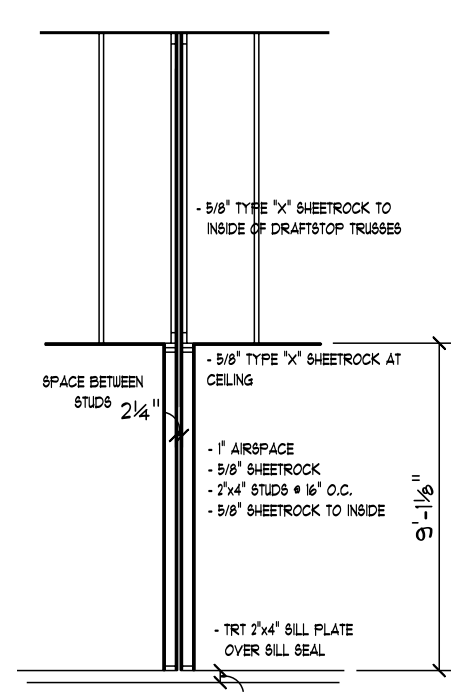 - 5/8" TYPE "X" SHEETROCK TO
INSIDE OF DRAFTSTOP TRUSSES
- 5/8" TYPE "X" SHEETROCK AT
CEILING
SPACE BETWEEN
STUDS 2¼"
- 1" AIRSPACE
- 5/8" SHEETROCK
- 2"x4" STUDS @ 16" O.C.
- 5/8" SHEETROCK TO INSIDE
9'-1⅛"
- TRT 2"x4" SILL PLATE
OVER SILL SEAL